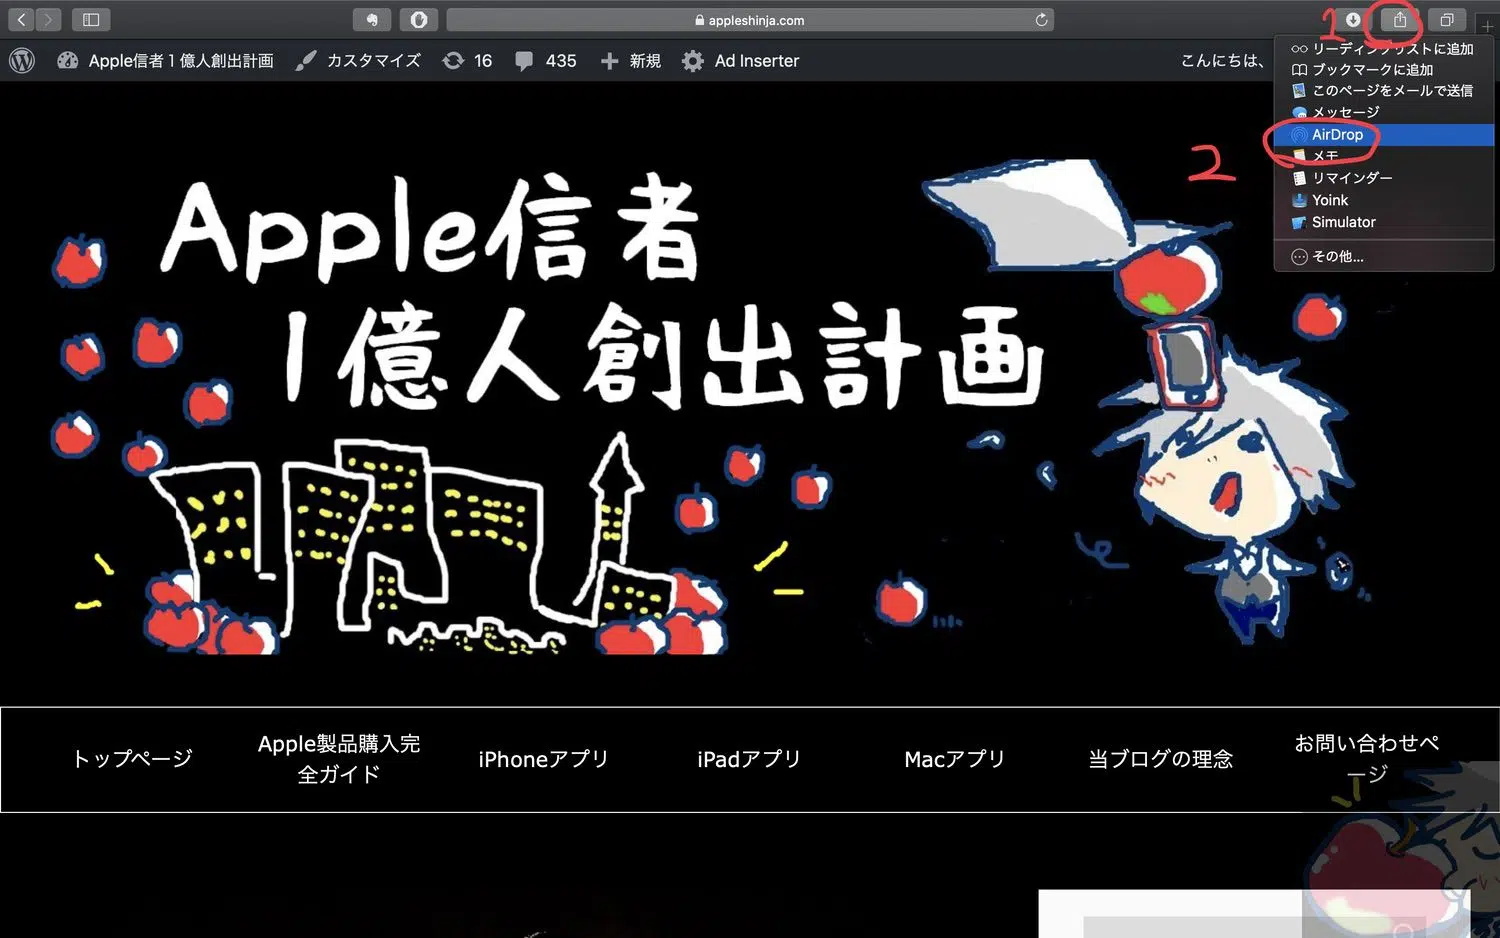 appleshinja.com
1
Apple信者１億人創出計画
カスタマイズ
16
435
新規
Ad Inserter
こんにちは、
リーディングリストに追加
ブックマークに追加
このページをメールで送信
メッセージ
AirDrop
メモ
リマインダー
Yoink
Simulator
その他...
2
Apple信者
1億人創出計画
トップページ
Apple製品購入完
全ガイド
iPhoneアプリ
iPadアプリ
Macアプリ
当ブログの理念
お問い合わせペ
ージ